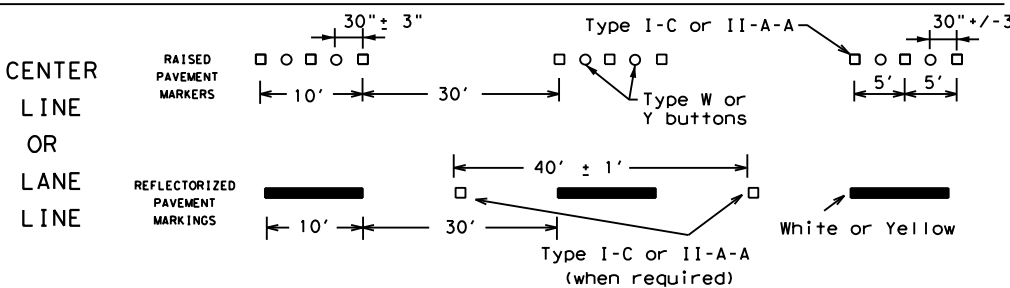 30"± 3"
Type I-C or II-A-A
30"+/-3
CENTER
LINE
OR
LANE
LINE
RAISED
PAVEMENT
MARKERS
10'
30'
Type W or
Y buttons
5'
5'
40' ± 1'
REFLECTORIZED
PAVEMENT
MARKINGS
10'
30'
Type I-C or II-A-A
(when required)
White or Yellow